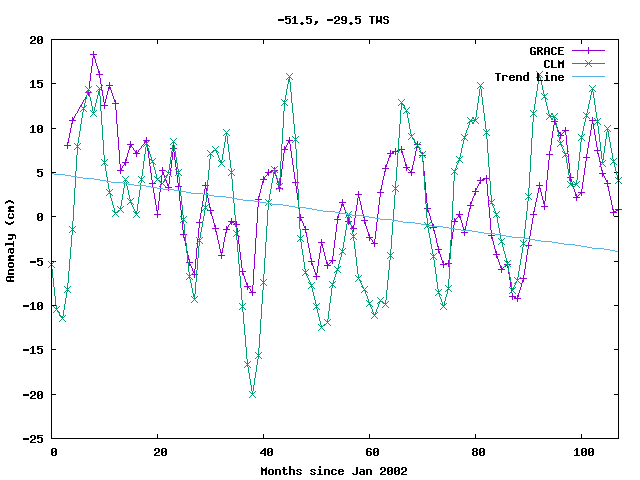 -51.5, -29.5 TWS
GRACE
CLM
Trend Line
20
15
10
5
0
-5
-10
-15
-20
-25
Anomaly (cm)
0 20 40 60 80 100
Months since Jan 2002